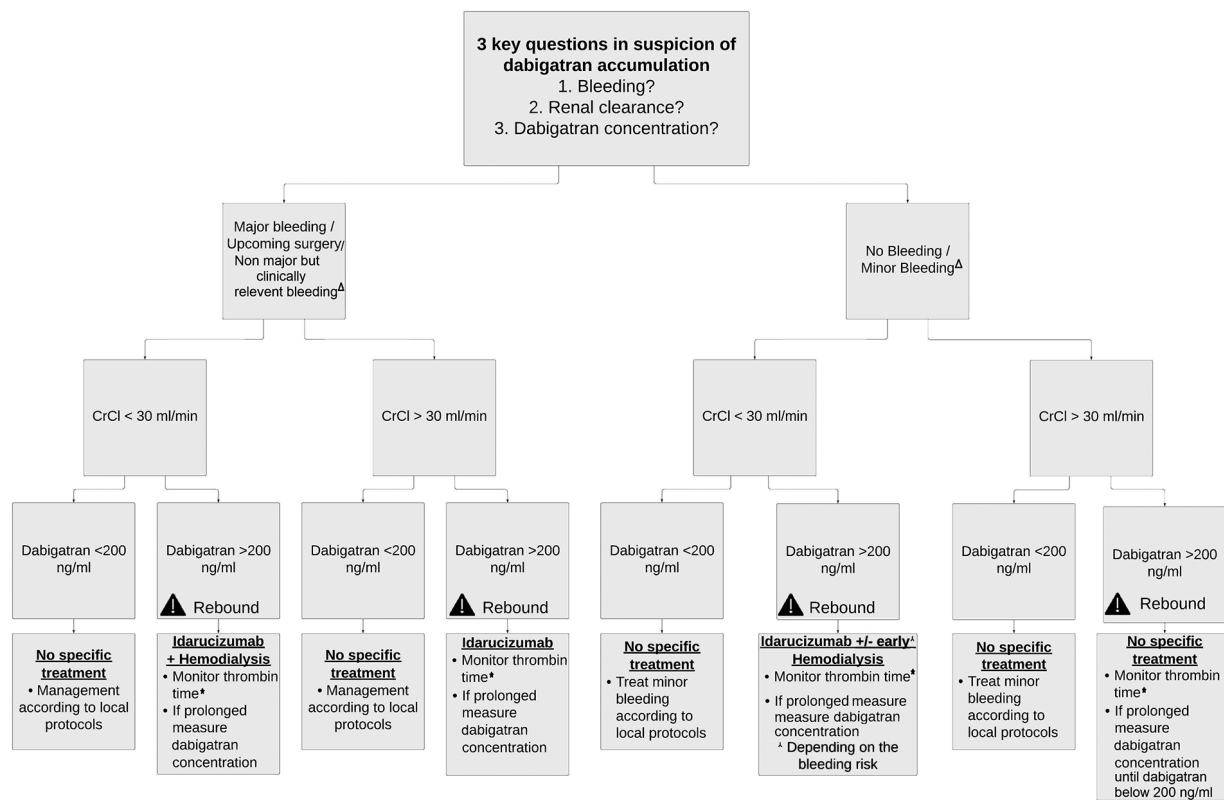 3 key questions in suspicion of
dabigatran accumulation
1. Bleeding?
2. Renal clearance?
3. Dabigatran concentration?
Major bleeding /
Upcoming surgery/
Non major but
clinically
relevent bleeding Δ
No Bleeding /
Minor Bleeding Δ
CrCl < 30 ml/min
CrCl > 30 ml/min
CrCl < 30 ml/min
CrCl > 30 ml/min
Dabigatran <200
ng/ml
Dabigatran >200
ng/ml
Rebound
Dabigatran <200
ng/ml
Dabigatran >200
ng/ml
Rebound
Dabigatran <200
ng/ml
Dabigatran >200
ng/ml
Rebound
Dabigatran <200
ng/ml
Dabigatran >200
ng/ml
Rebound
No specific
treatment
• Management
according to local
protocols
Idarucizumab
+ Hemodialysis
• Monitor thrombin
time*
• If prolonged
measure
dabigatran
concentration
No specific
treatment
• Management
according to local
protocols
Idarucizumab
• Monitor thrombin
time*
• If prolonged
measure
dabigatran
concentration
No specific
treatment
• Treat minor
bleeding
according to
local protocols
Idarucizumab +/- early⅄
Hemodialysis
• Monitor thrombin time*
• If prolonged measure
measure dabigatran
concentration
⅄ Depending on the
bleeding risk
No specific
treatment
• Treat minor
bleeding
according to
local protocols
No specific
treatment
• Monitor thrombin
time*
• If prolonged
measure
dabigatran
concentration
until dabigatran
below 200 ng/ml